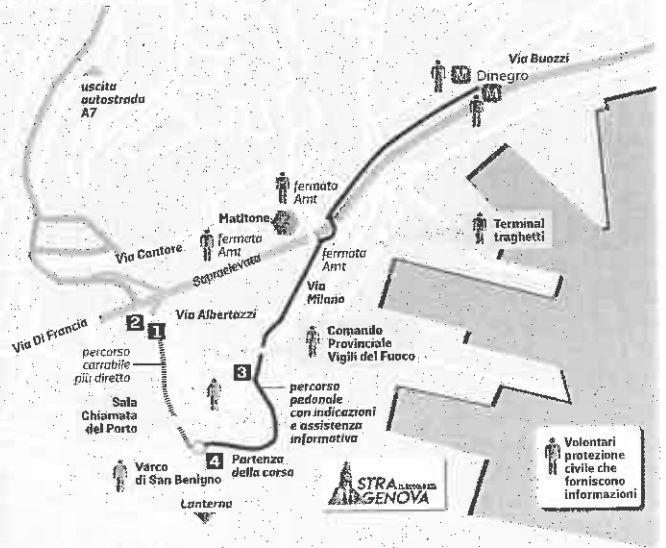 Via Buozzi
M Dinegro
M
uscita
autostrada
A7
fermata
Amt
Matitone
Via Cantore
fermata
Amt
Sopraelevata
fermata
Amt
Terminal
traghetti
Via Di Francia
2
1
Via Albertazzi
Via
Milano
Comando
Provinciale
Vigili del Fuoco
percorso
carrabile
più diretto
3
percorso
pedonale
con indicazioni
e assistenza
informativa
Sala
Chiamata
del Porto
4
Partenza
della corsa
Varco
di San Benigno
Lanterna
STRA
GENOVA
Volontari
protezione
civile che
forniscono
informazioni